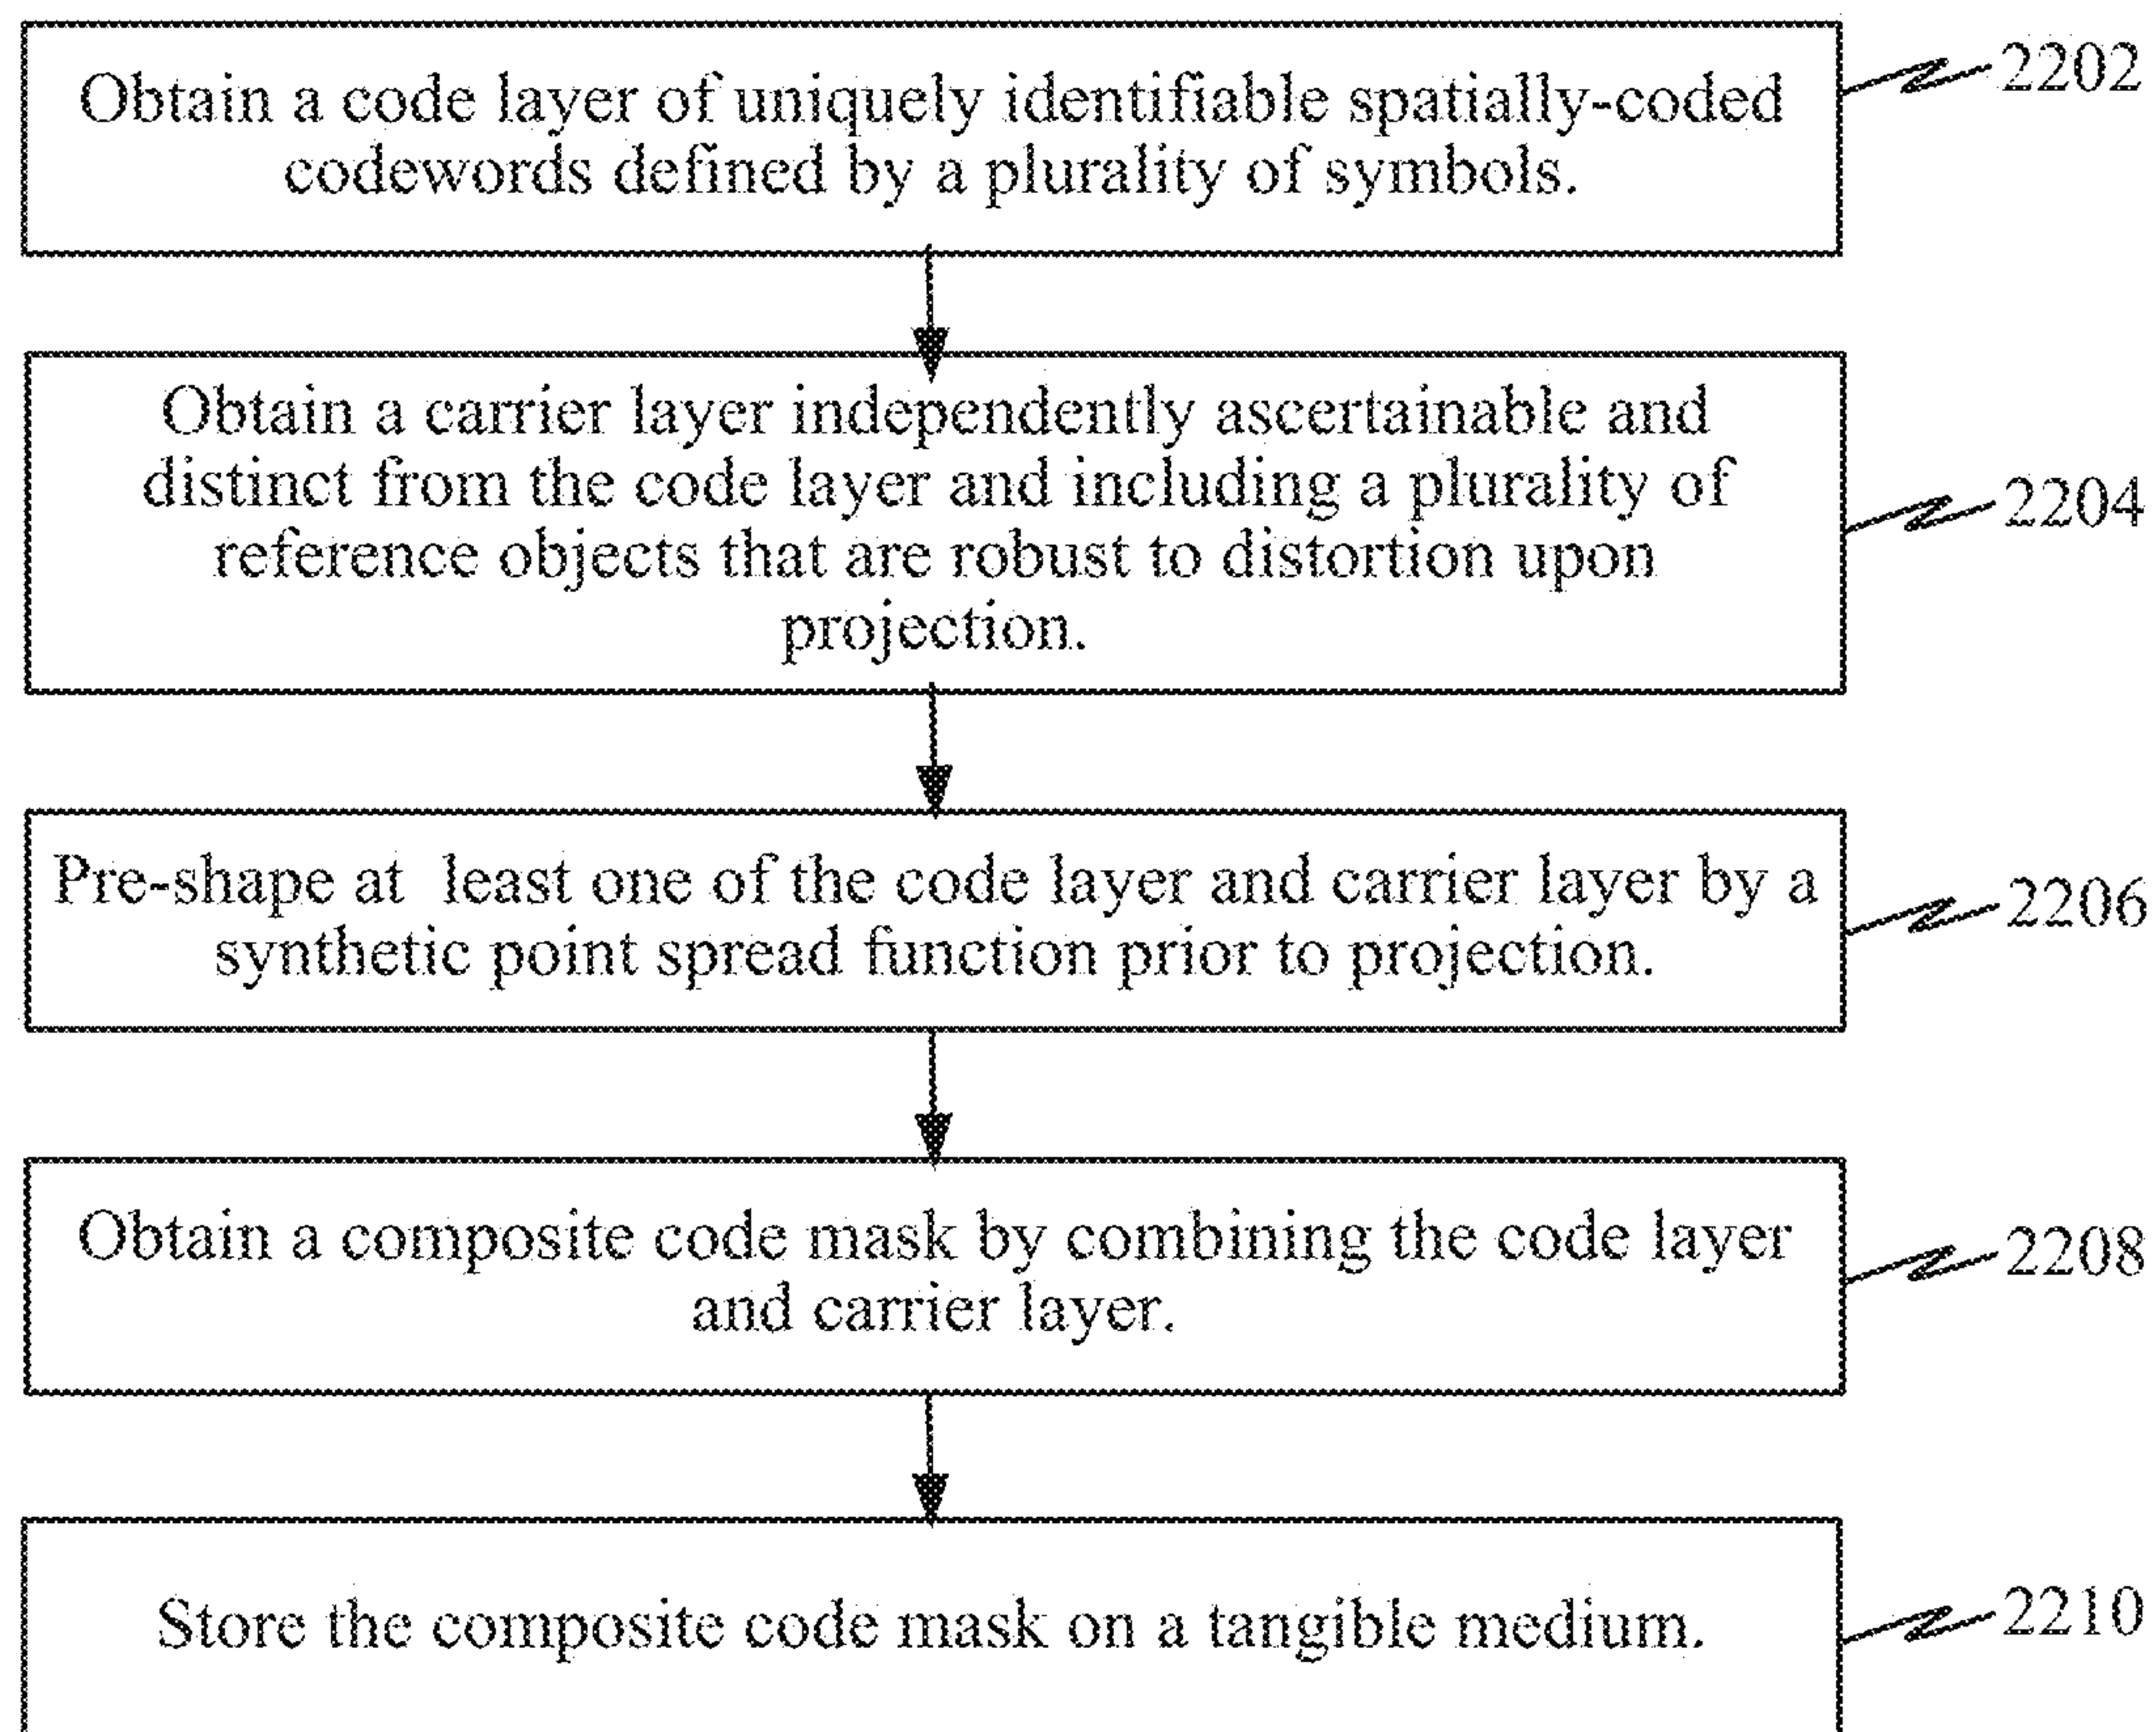 Obtain a code layer of uniquely identifiable spatially-coded
codewords defined by a plurality of symbols.
2202
Obtain a carrier layer independently ascertainable and
distinct from the code layer and including a plurality of
reference objects that are robust to distortion upon
projection.
2204
Pre-shape at least one of the code layer and carrier layer by a
synthetic point spread function prior to projection.
2206
Obtain a composite code mask by combining the code layer
and carrier layer.
2208
Store the composite code mask on a tangible medium.
2210